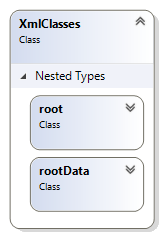 XmlClasses
Class
Nested Types
root
Class
rootData
Class